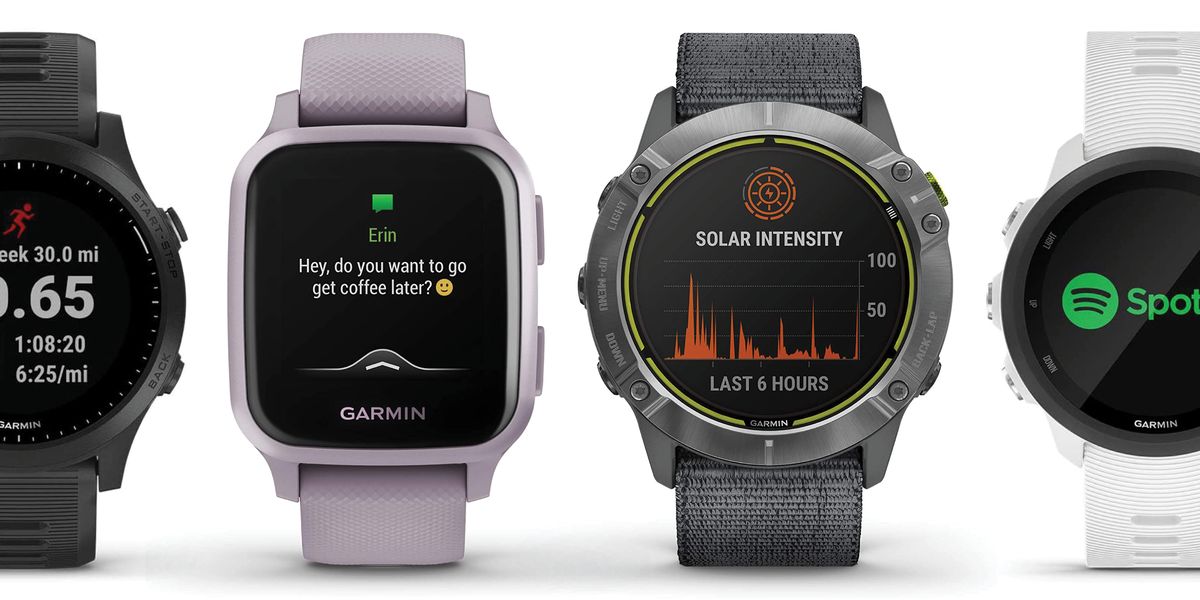 START·STOP
eek 30.0 mi
0.65
1:08:20
6:25/mi
BACK
GARMIN
Erin
Hey, do you want to go
get coffee later? 🙂
GARMIN
LIGHT
UP·MENU
DOWN
BACK·LAP
SOLAR INTENSITY
100
50
LAST 6 HOURS
GARMIN
LIGHT
UP
DOWN
Spot
GARMIN